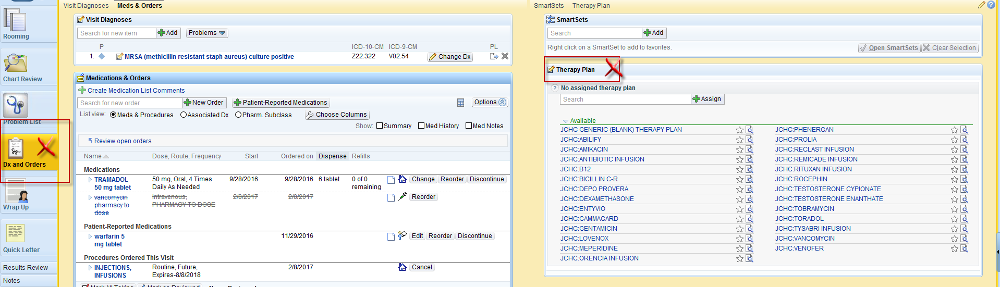 Visit Diagnoses Meds & Orders
SmartSets Therapy Plan
Rooming
Chart Review
Problem List
Dx and Orders
Wrap Up
Quick Letter
Results Review
Notes
Visit Diagnoses
Search for new item Add Problems
P ICD-10-CM ICD-9-CM PL
1. MRSA (methicillin resistant staph aureus) culture positive Z22.322 V02.54 Change Dx
Medications & Orders
Create Medication List Comments
Search for new order New Order Patient-Reported Medications Options
List view: Meds & Procedures Associated Dx Pharm. Subclass Choose Columns
Show: Summary Med History Med Notes
Review open orders
Name Dose, Route, Frequency Start Ordered on Dispense Refills
Medications
TRAMADOL 50 mg, Oral, 4 Times 9/28/2016 9/28/2016 6 tablet 0 of 0 Change Reorder Discontinue
50 mg tablet Daily As Needed remaining
vancomycin Intravenous, 2/8/2017 2/8/2017 Reorder
pharmacy to PHARMACY TO DOSE
dose
Patient-Reported Medications
warfarin 5 11/29/2016 Edit Reorder Discontinue
mg tablet
Procedures Ordered This Visit
INJECTIONS, Routine, Future, 2/8/2017 Cancel
INFUSIONS Expires-8/8/2018
Mark All Taking Mark as Reviewed
SmartSets
Search Add
Right click on a SmartSet to add to favorites. Open SmartSets Clear Selection
Therapy Plan
No assigned therapy plan
Search Assign
Available
JCHC GENERIC (BLANK) THERAPY PLAN JCHC:PHENERGAN
JCHC:ABILIFY JCHC:PROLIA
JCHC:AMIKACIN JCHC:RECLAST INFUSION
JCHC:ANTIBIOTIC INFUSION JCHC:REMICADE INFUSION
JCHC:B12 JCHC:RITUXAN INFUSION
JCHC:BICILLIN C-R JCHC:ROCEPHIN
JCHC:DEPO PROVERA JCHC:TESTOSTERONE CYPIONATE
JCHC:DEXAMETHASONE JCHC:TESTOSTERONE ENANTHATE
JCHC:ENTYVIO JCHC:TOBRAMYCIN
JCHC:GAMMAGARD JCHC:TORADOL
JCHC:GENTAMICIN JCHC:TYSABRI INFUSION
JCHC:LOVENOX JCHC:VANCOMYCIN
JCHC:MEPERIDINE JCHC:VENOFER
JCHC:ORENCIA INFUSION